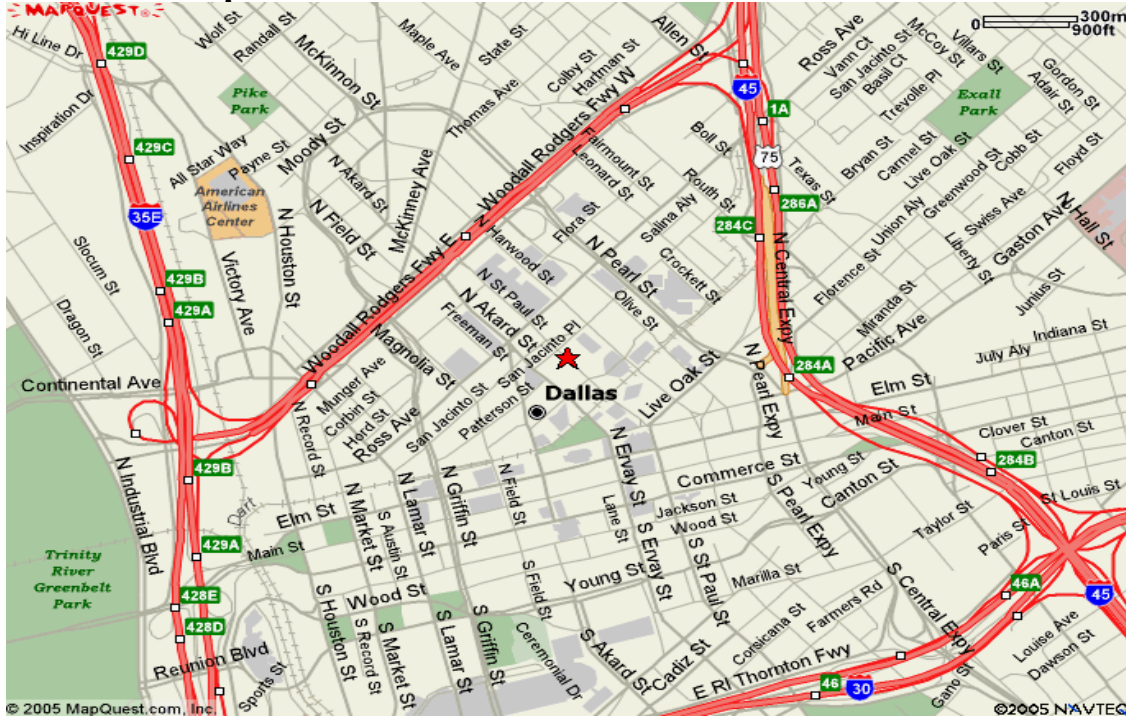 MAPQUEST
300m
900ft
0
Hi Line Dr
429D
Wolf St
Randall St
McKinnon St
Maple Ave
State St
Colby St
Hartman
Allen St
Ross Ave
Vann Ct
San Jacinto St
Basil Ct
McCoy St
Villars St
Trevolle Pl
Gordon St
Adair St
45
Pike
Park
Exall
Park
Inspiration Dr
Thomas Ave
Woodall Rodgers Fwy W
1A
429C
All Star Way
Payne St
Moody St
N Akard St
McKinney Ave
Fairmount St
Leonard St
Boll St
Routh St
75
Texas St
Bryan St
Carmel St
Live Oak St
Greenwood St
Cobb St
Floyd St
American
Airlines
Center
35E
N Houston St
N Field St
Flora St
Salina Aly
286A
284C
Union Aly
Swiss Ave
Gaston Ave
N Hall St
Slocum St
Victory Ave
Woodall Rodgers Fwy E
N Harwood St
N Pearl St
Crockett St
N Central Expy
Florence St
Liberty St
Junius St
429B
429A
Dragon St
N St Paul St
N Akard St
Freeman St
Magnolia St
San Jacinto Pl
Olive St
Miranda St
Pacific Ave
Indiana St
July Aly
Continental Ave
Munger Ave
Corbin St
Hord St
Ross Ave
San Jacinto St
Patterson St
Dallas
Live Oak St
N Pearl Expy
284A
Elm St
Main St
Clover St
Canton St
N Record St
N Industrial Blvd
429B
Dart
Elm St
Main St
N Market St
S Austin St
N Lamar St
N Griffin St
N Field St
N Ervay St
Lane St
Commerce St
Jackson St
Wood St
Young St
Canton St
S Pearl Expy
284B
St Louis St
Taylor St
Paris St
Trinity
River
Greenbelt
Park
429A
428E
428D
Wood St
Young St
S Field St
S Ervay St
S St Paul St
Marilla St
S Central Expy
46A
45
S Houston St
S Record St
S Market St
S Lamar St
S Griffin St
Ceremonial Dr
S Akard St
Cadiz St
Corsicana St
Farmers Rd
Louise Ave
Dawson St
Reunion Blvd
Sports St
E Rl Thornton Fwy
46
30
Gano St
© 2005 MapQuest.com, Inc.
©2005 NAVTEQ